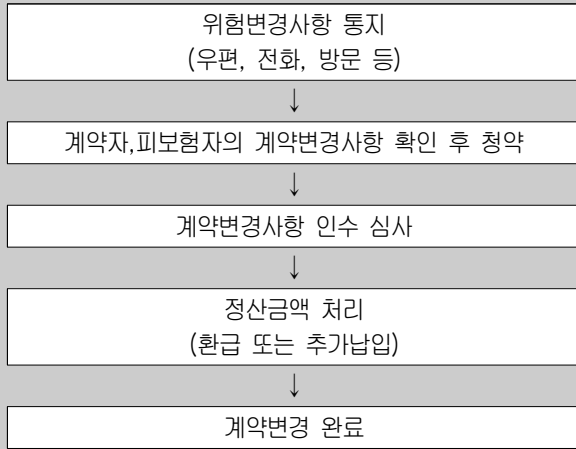 위험변경사항 통지
(우편, 전화, 방문 등)
↓
계약자,피보험자의 계약변경사항 확인 후 청약
↓
계약변경사항 인수 심사
↓
정산금액 처리
(환급 또는 추가납입)
↓
계약변경 완료